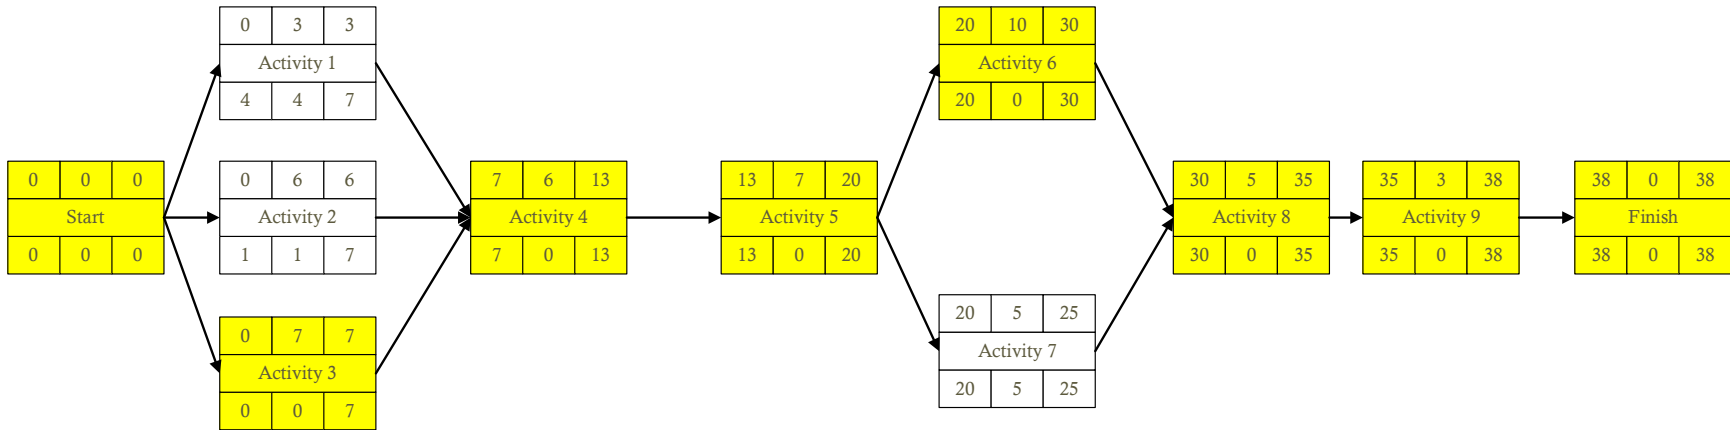 0 0 0
Start
0 0 0
0 3 3
Activity 1
4 4 7
0 6 6
Activity 2
1 1 7
0 7 7
Activity 3
0 0 7
7 6 13
Activity 4
7 0 13
13 7 20
Activity 5
13 0 20
20 10 30
Activity 6
20 0 30
20 5 25
Activity 7
20 5 25
30 5 35
Activity 8
30 0 35
35 3 38
Activity 9
35 0 38
38 0 38
Finish
38 0 38